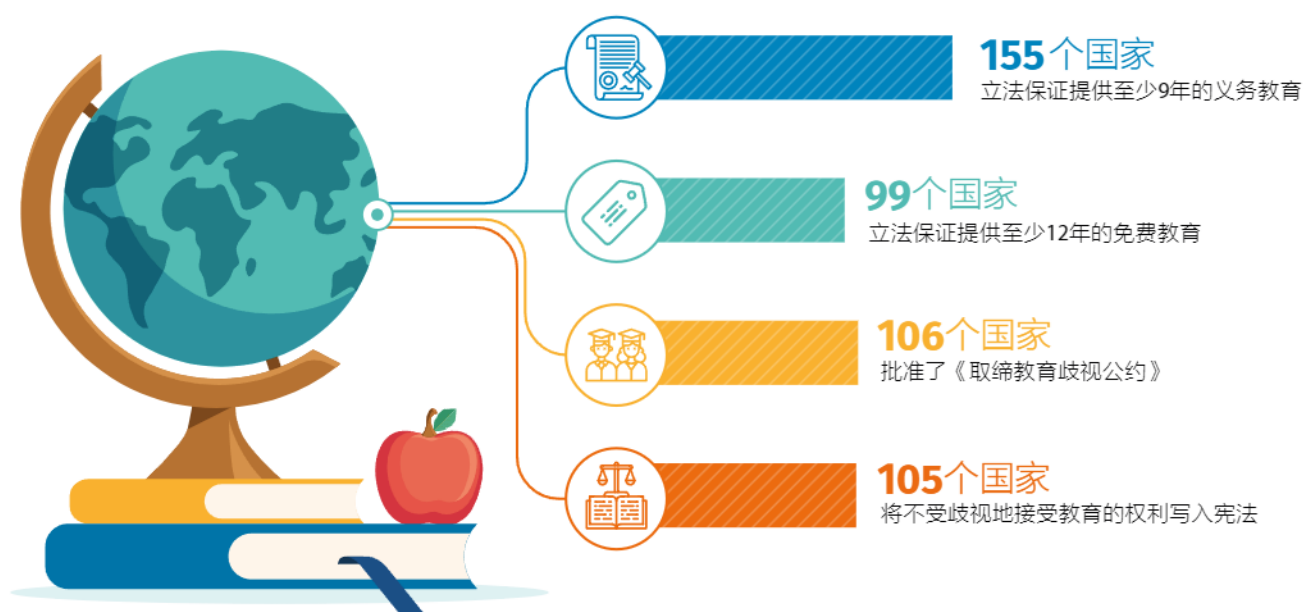 155个国家
立法保证提供至少9年的义务教育
99个国家
立法保证提供至少12年的免费教育
106个国家
批准了《取缔教育歧视公约》
105个国家
将不受歧视地接受教育的权利写入宪法